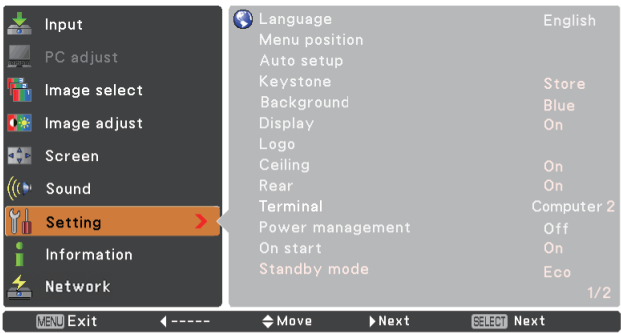 Input
PC adjust
Image select
Image adjust
Screen
Sound
Setting
Information
Network
Language English
Menu position
Auto setup
Keystone Store
Background Blue
Display On
Logo
Ceiling On
Rear On
Terminal Computer 2
Power management Off
On start On
Standby mode Eco
1/2
MENU Exit ----- Move Next SELECT Next